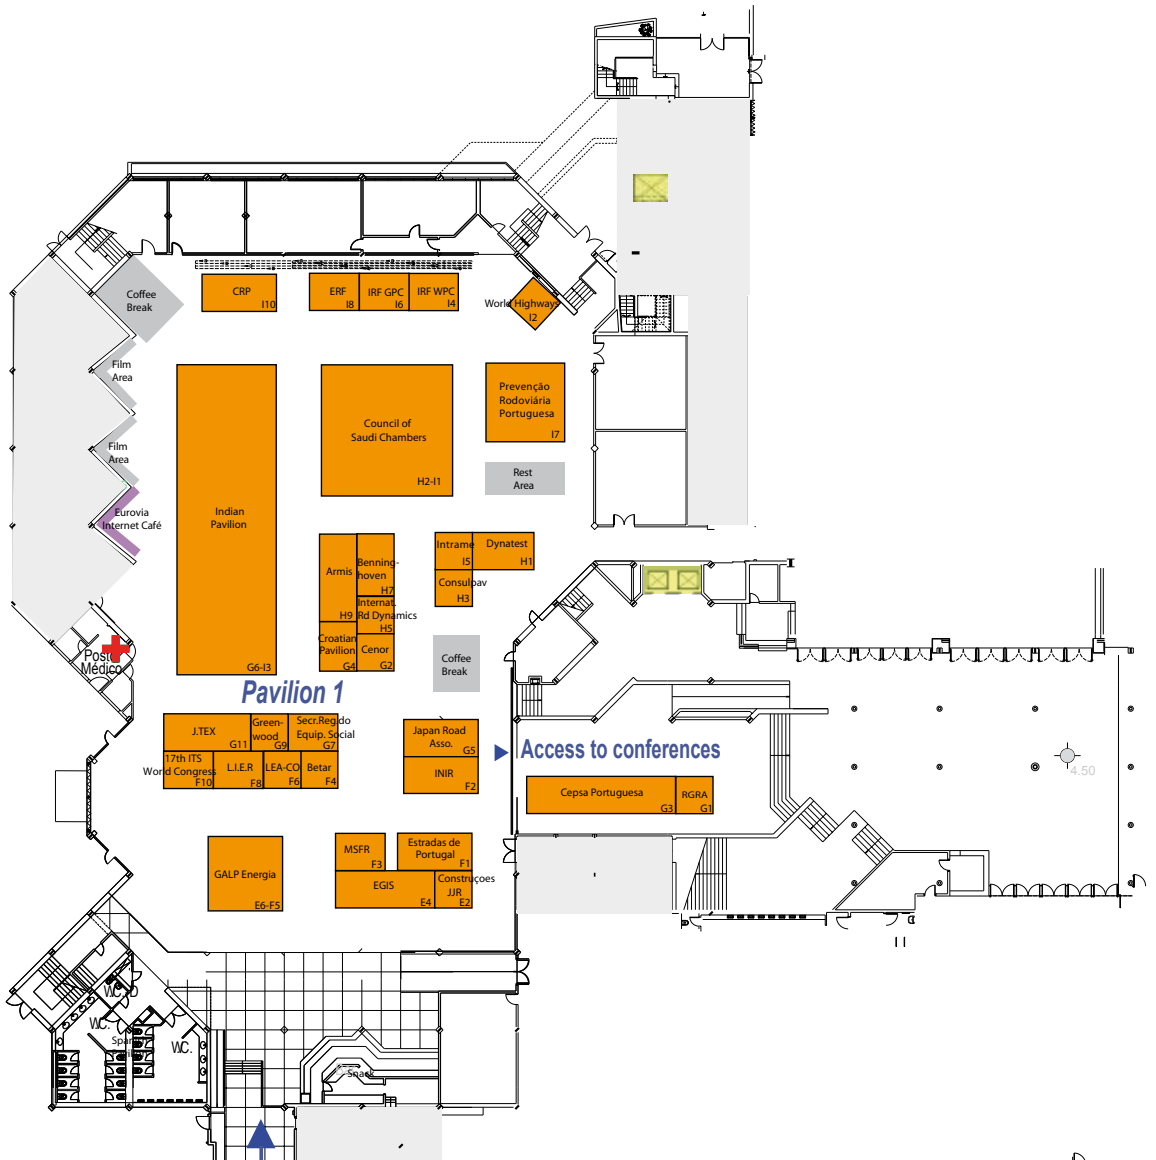 Coffee
Break
CRP
I10
ERF
I8
IRF GPC
I6
IRF WPC
I4
World Highways
I2
Film
Area
Prevenção
Rodoviária
Portuguesa
I7
Council of
Saudi Chambers
H2-I1
Film
Area
Rest
Area
Eurovia
Internet Café
Indian
Pavilion
G6-I3
Armis
H9
Benning-
hoven
H7
Internat.
Rd Dynamics
H5
Croatian
Pavilion
G4
Cenor
G2
Intrame
I5
Dynatest
H1
Consulpav
H3
Coffee
Break
Posto
Médico
Pavilion 1
J.TEX
G11
Green-
wood
G9
Secr.Reg.do
Equip. Social
G7
17th ITS
World Congress
F10
L.I.E.R
F8
LEA-CO
F6
Betar
F4
Japan Road
Asso.
G5
INIR
F2
Access to conferences
Cepsa Portuguesa
G3
RGRA
G1
4.50
GALP Energia
E6-F5
MSFR
F3
Estradas de
Portugal
F1
EGIS
E4
Construçoes
JJR
E2
W.C.
W.C.
Snack